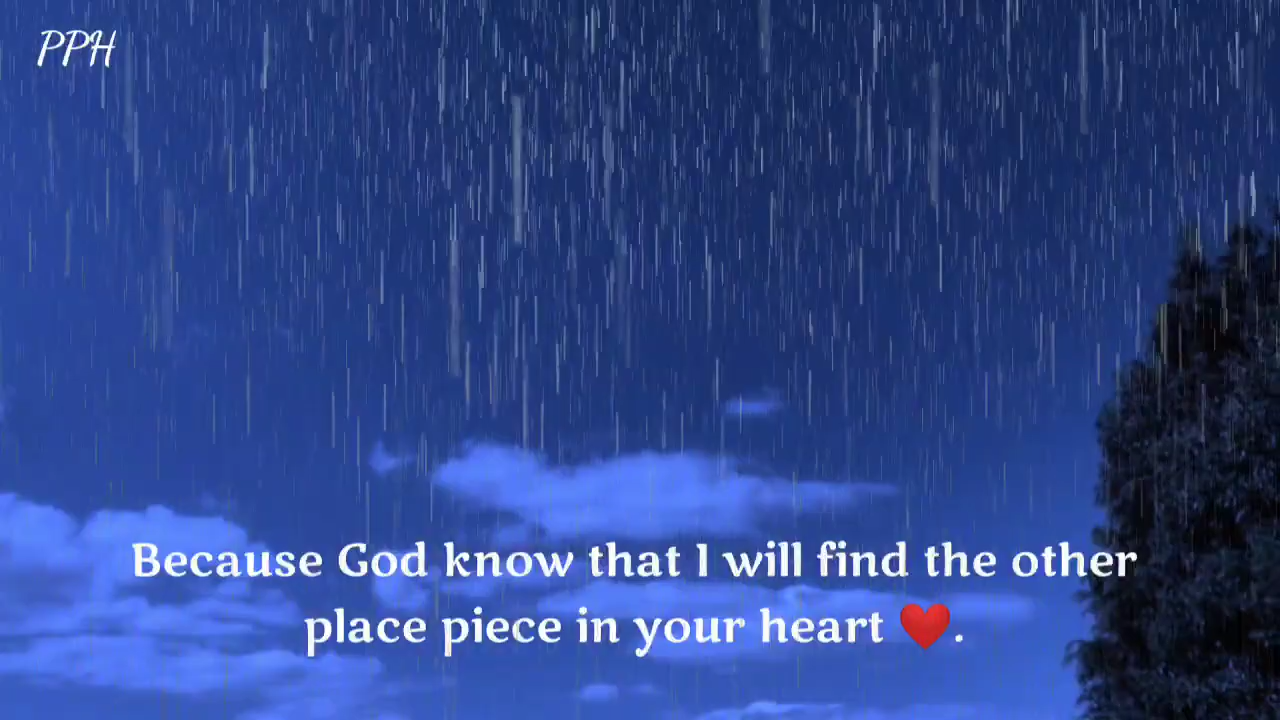 PPH
Because God know that I will find the other
place piece in your heart ❤️.